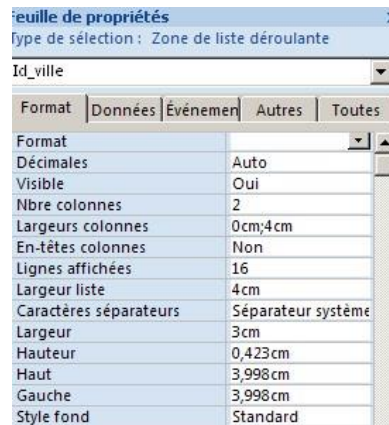 Feuille de propriétés
Type de sélection : Zone de liste déroulante
Id_ville
Format Données Événemen Autres Toutes
Format
Décimales Auto
Visible Oui
Nbre colonnes 2
Largeurs colonnes 0cm;4cm
En-têtes colonnes Non
Lignes affichées 16
Largeur liste 4cm
Caractères séparateurs Séparateur système
Largeur 3cm
Hauteur 0,423cm
Haut 3,998cm
Gauche 3,998cm
Style fond Standard